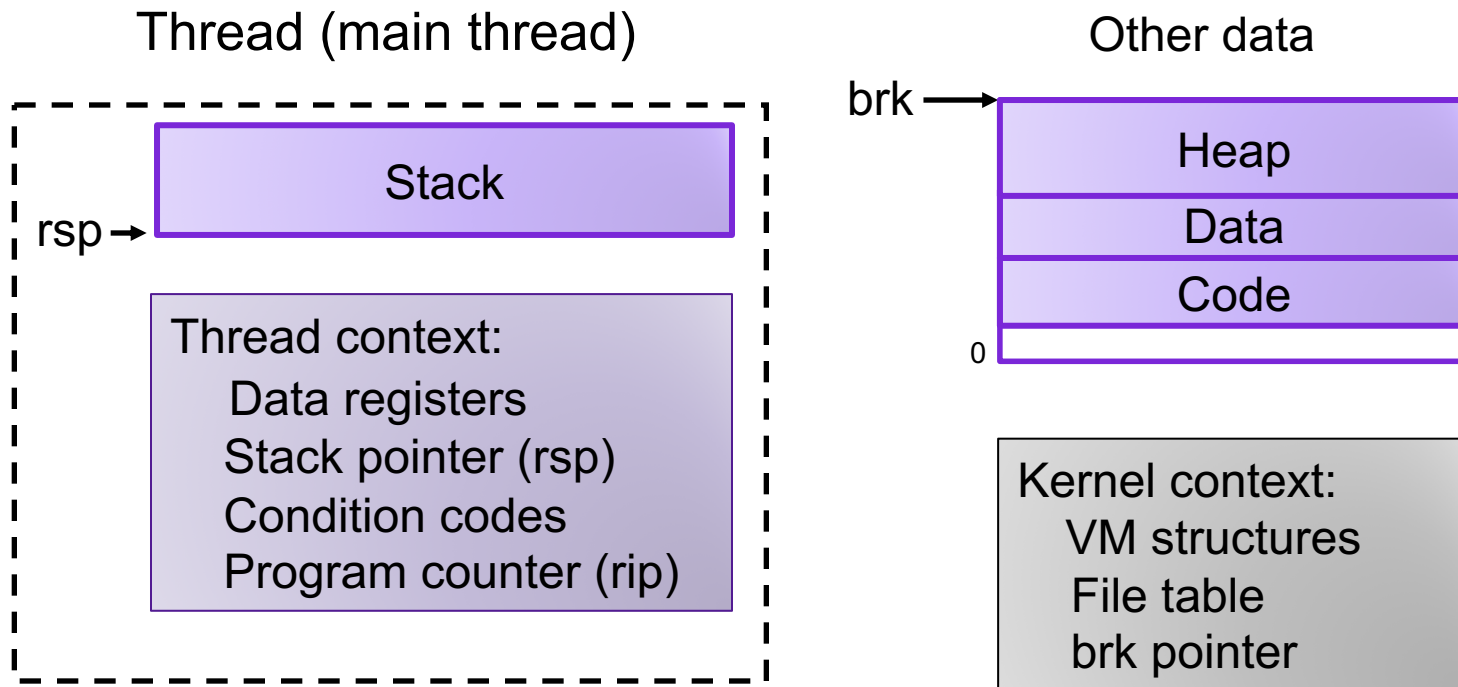 Thread (main thread)
Stack
rsp
Thread context:
Data registers
Stack pointer (rsp)
Condition codes
Program counter (rip)
Other data
brk
Heap
Data
Code
0
Kernel context:
VM structures
File table
brk pointer